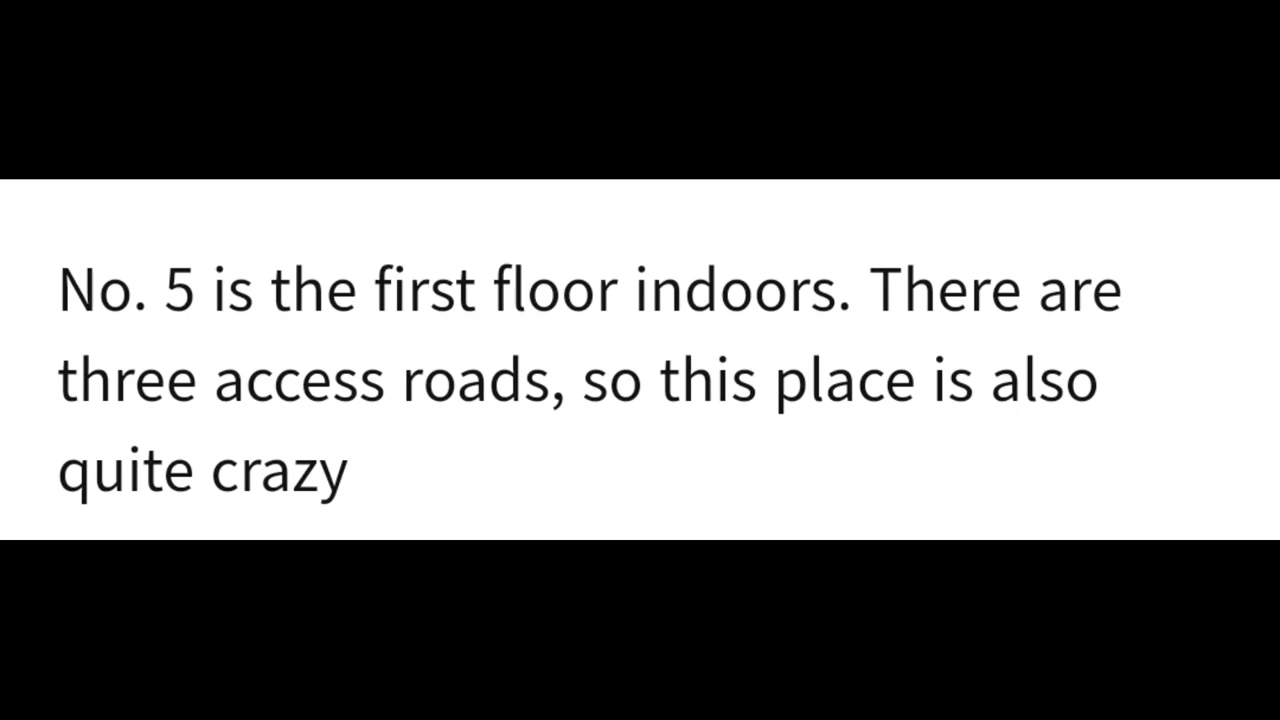 No. 5 is the first floor indoors. There are
three access roads, so this place is also
quite crazy